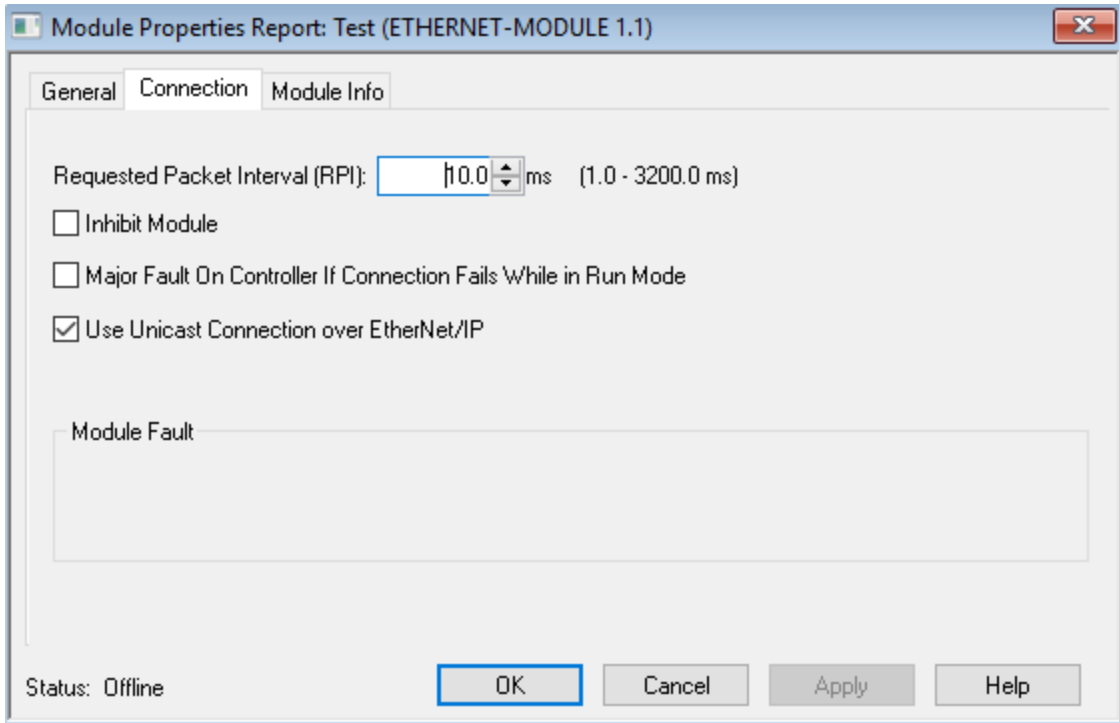 Module Properties Report: Test (ETHERNET-MODULE 1.1)
General Connection Module Info
Requested Packet Interval (RPI): 10.0 ms (1.0 - 3200.0 ms)
Inhibit Module
Major Fault On Controller If Connection Fails While in Run Mode
Use Unicast Connection over EtherNet/IP
Module Fault
Status: Offline OK Cancel Apply Help